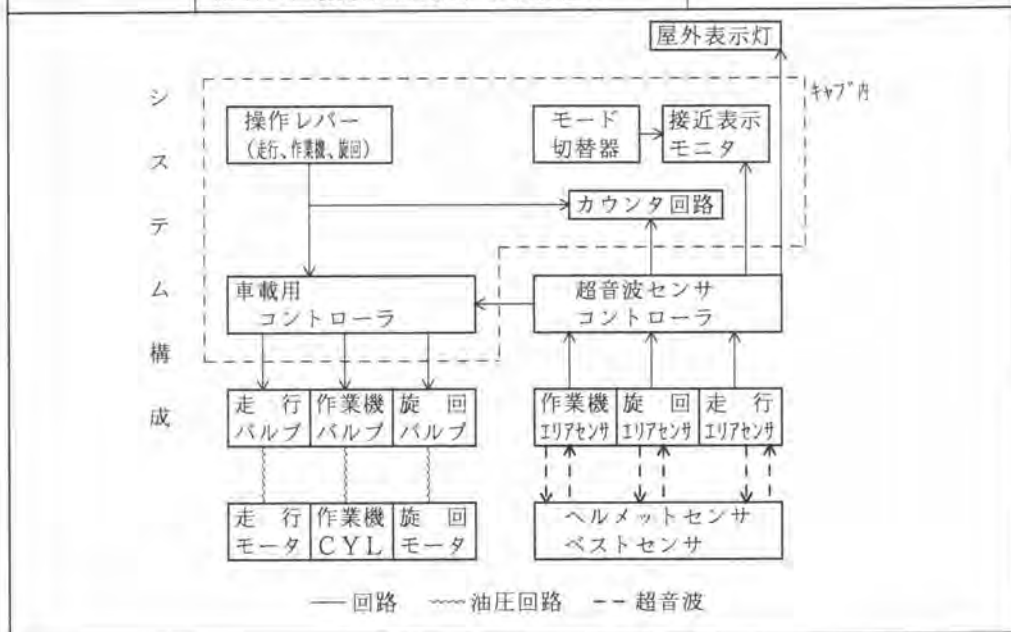 屋外表示灯
キャブ内
システム構成
操作レバー
(走行、作業機、旋回)
モード
切替器
接近表示
モニタ
カウンタ回路
車載用
コントローラ
超音波センサ
コントローラ
走行
バルブ
作業機
バルブ
旋回
バルブ
作業機
エリアセンサ
旋回
エリアセンサ
走行
エリアセンサ
走行
モータ
作業機
CYL
旋回
モータ
ヘルメットセンサ
ベストセンサ
回路
油圧回路
超音波